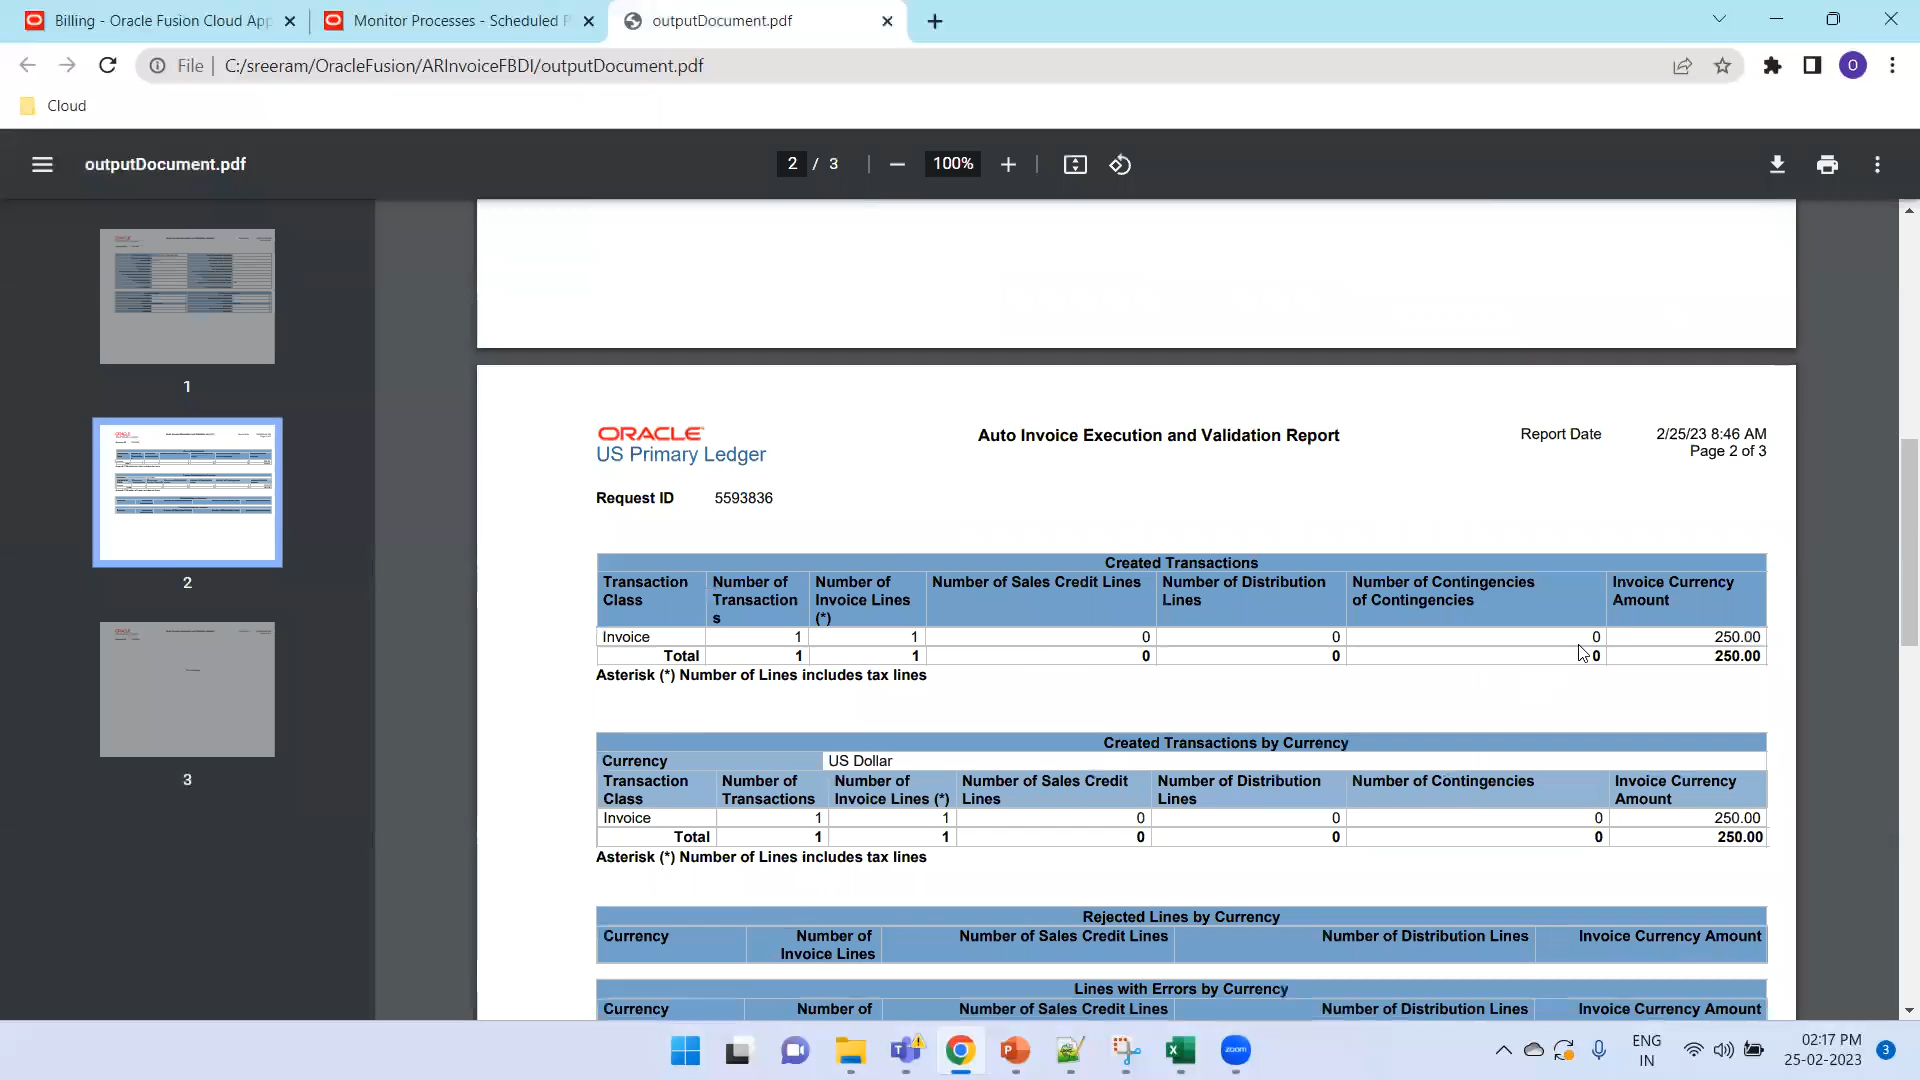 Billing - Oracle Fusion Cloud App
Monitor Processes - Scheduled P
outputDocument.pdf
File
C:/sreeram/OracleFusion/ARInvoiceFBDI/outputDocument.pdf
O
Cloud
outputDocument.pdf
2 / 3
100%
1
2
3
ORACLE
US Primary Ledger
Auto Invoice Execution and Validation Report
Report Date 2/25/23 8:46 AM
Page 2 of 3
Request ID 5593836
Created Transactions
Transaction Class Number of Transactions Number of Invoice Lines (*) Number of Sales Credit Lines Number of Distribution Lines Number of Contingencies of Contingencies Invoice Currency Amount
Invoice 1 1 0 0 0 250.00
Total 1 1 0 0 0 250.00
Asterisk (*) Number of Lines includes tax lines
Created Transactions by Currency
Currency US Dollar
Transaction Class Number of Transactions Number of Invoice Lines (*) Number of Sales Credit Lines Number of Distribution Lines Number of Contingencies Invoice Currency Amount
Invoice 1 1 0 0 0 250.00
Total 1 1 0 0 0 250.00
Asterisk (*) Number of Lines includes tax lines
Rejected Lines by Currency
Currency Number of Invoice Lines Number of Sales Credit Lines Number of Distribution Lines Invoice Currency Amount
Lines with Errors by Currency
Currency Number of Number of Sales Credit Lines Number of Distribution Lines Invoice Currency Amount
zoom
ENG
IN
02:17 PM
25-02-2023
3